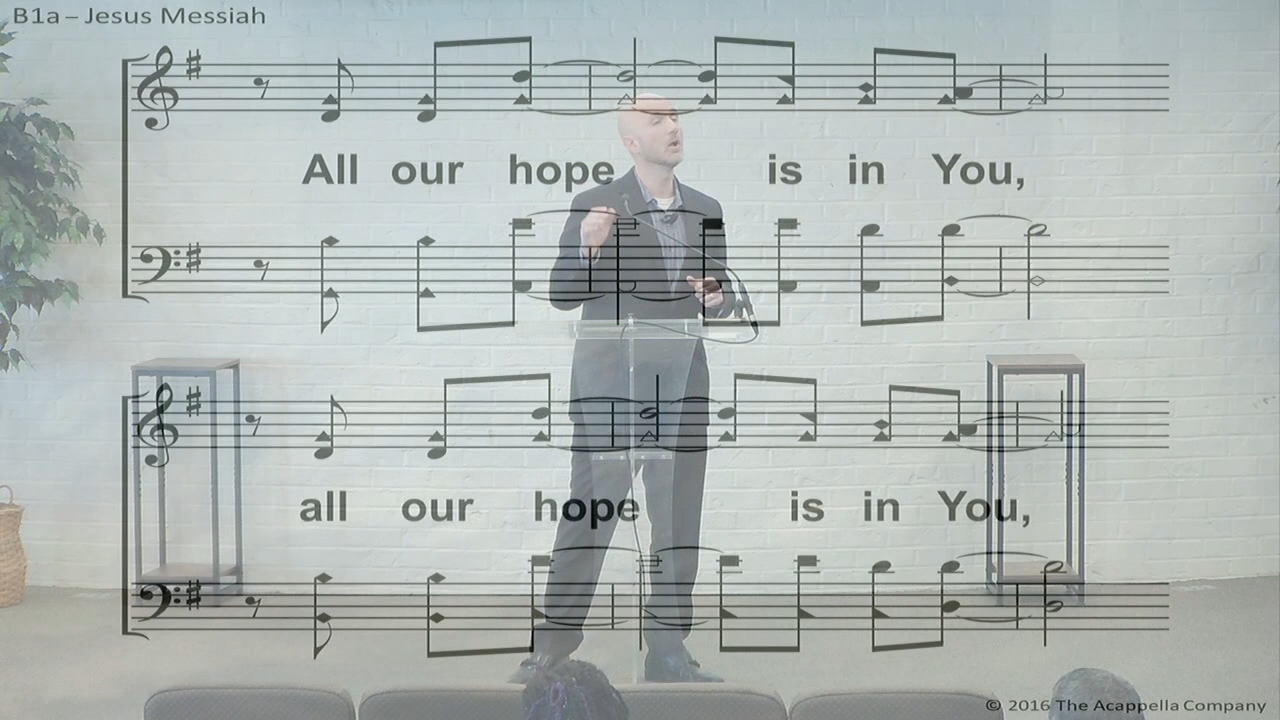 B1a – Jesus Messiah
All our hope is in You,
all our hope is in You,
© 2016 The Acappella Company